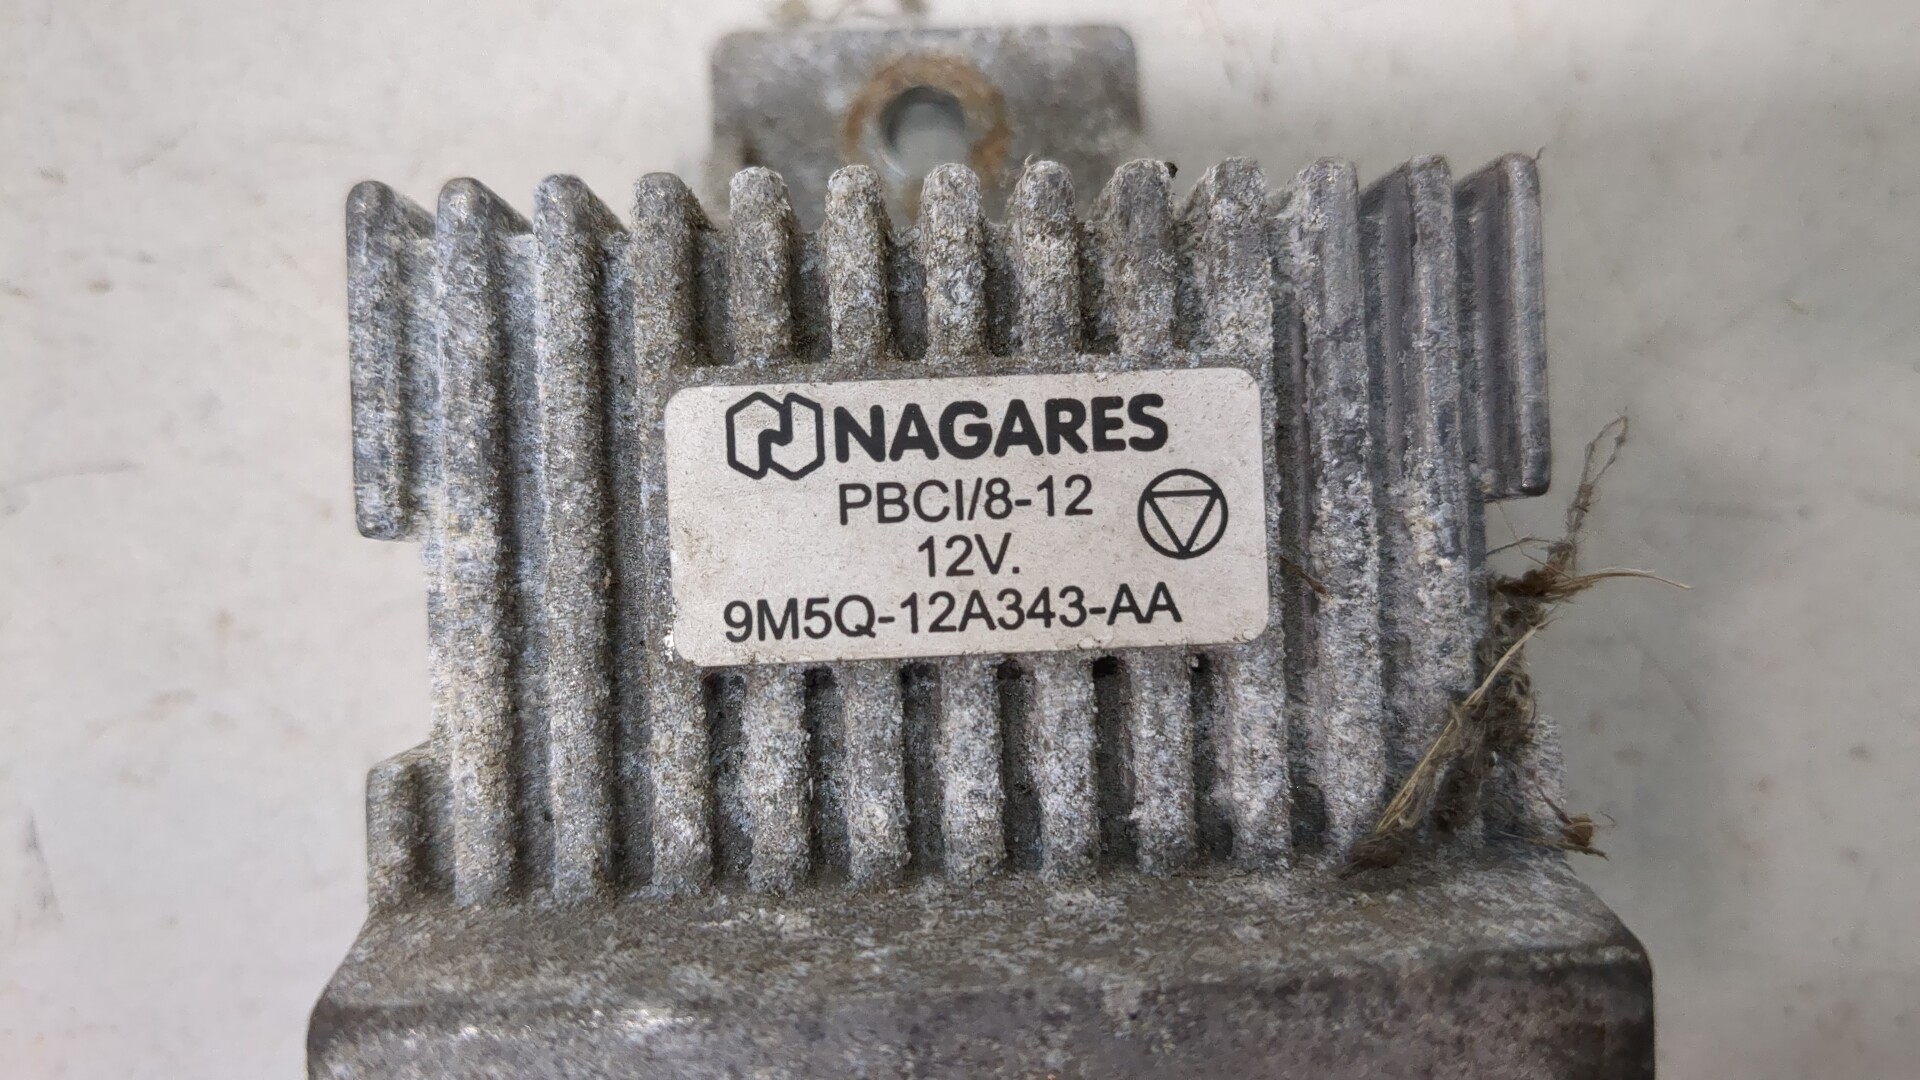 NAGARES
PBCI/8-12
12V.
9M5Q-12A343-AA